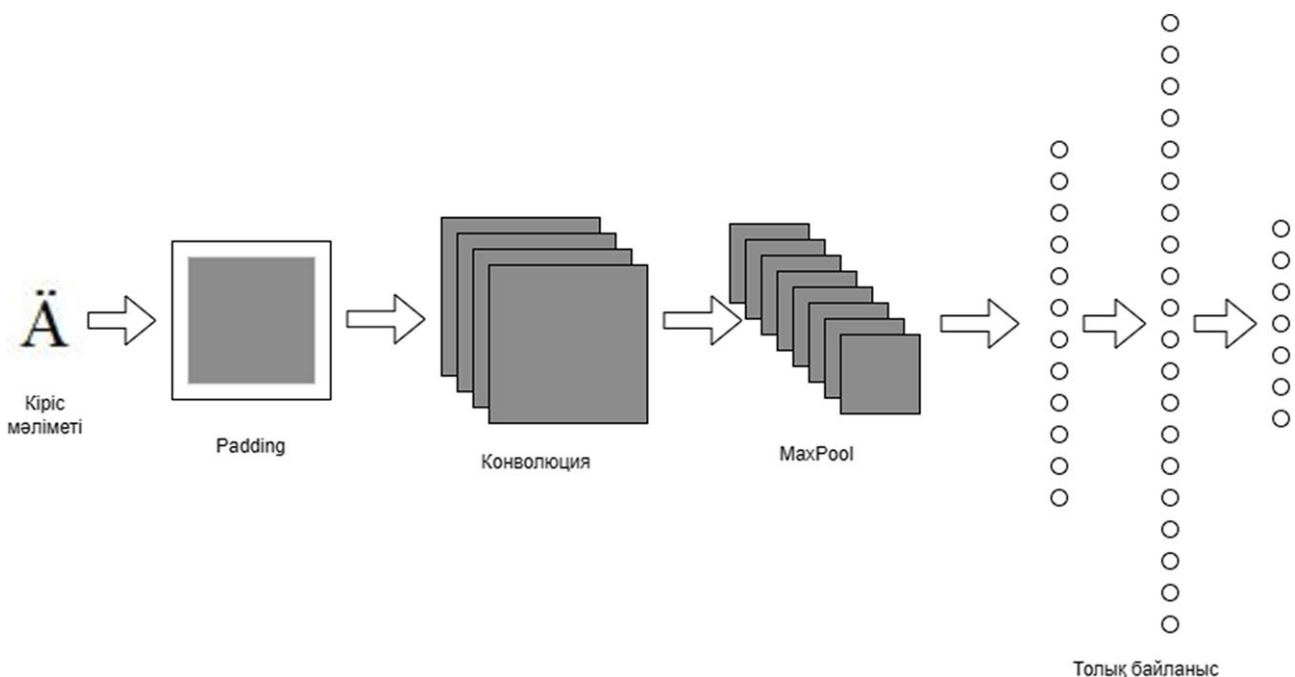 Ä
Кіріс
мәліметі
Padding
Конволюция
MaxPool
Толық байланыс